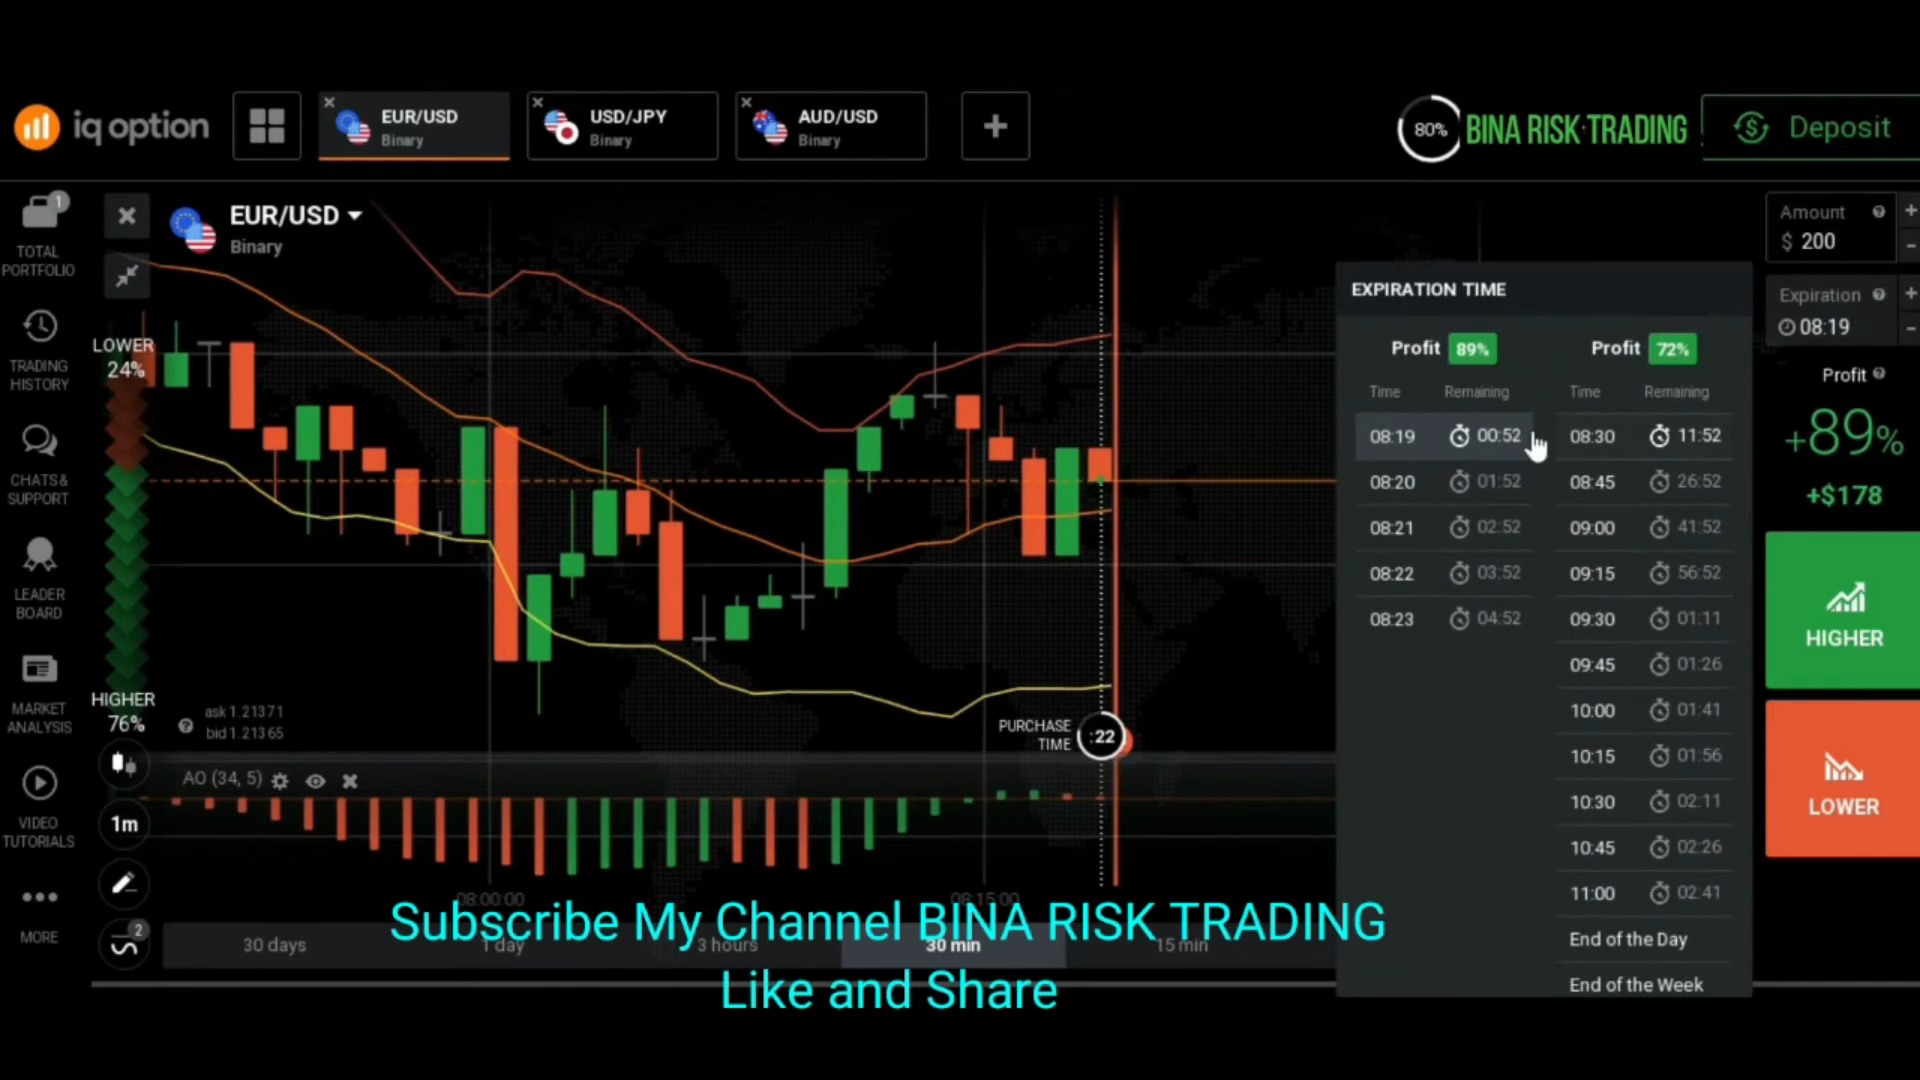 iq option
EUR/USD
Binary
USD/JPY
Binary
AUD/USD
Binary
80%
BINA RISK TRADING
Deposit
TOTAL
PORTFOLIO
1
TRADING
HISTORY
CHATS &
SUPPORT
LEADER
BOARD
MARKET
ANALYSIS
VIDEO
TUTORIALS
MORE
EUR/USD
Binary
LOWER
24%
HIGHER
76%
ask 1.21371
bid 1.21365
PURCHASE
TIME
:22
AO (34, 5)
1m
2
08:00:00
08:15:00
30 days
1 day
3 hours
30 min
15 min
Subscribe My Channel BINA RISK TRADING
Like and Share
EXPIRATION TIME
Profit 89%
Time Remaining
08:19 00:52
08:20 01:52
08:21 02:52
08:22 03:52
08:23 04:52
Profit 72%
Time Remaining
08:30 11:52
08:45 26:52
09:00 41:52
09:15 56:52
09:30 01:11
09:45 01:26
10:00 01:41
10:15 01:56
10:30 02:11
10:45 02:26
11:00 02:41
End of the Day
End of the Week
Amount
$ 200
Expiration
08:19
Profit
+89%
+$178
HIGHER
LOWER